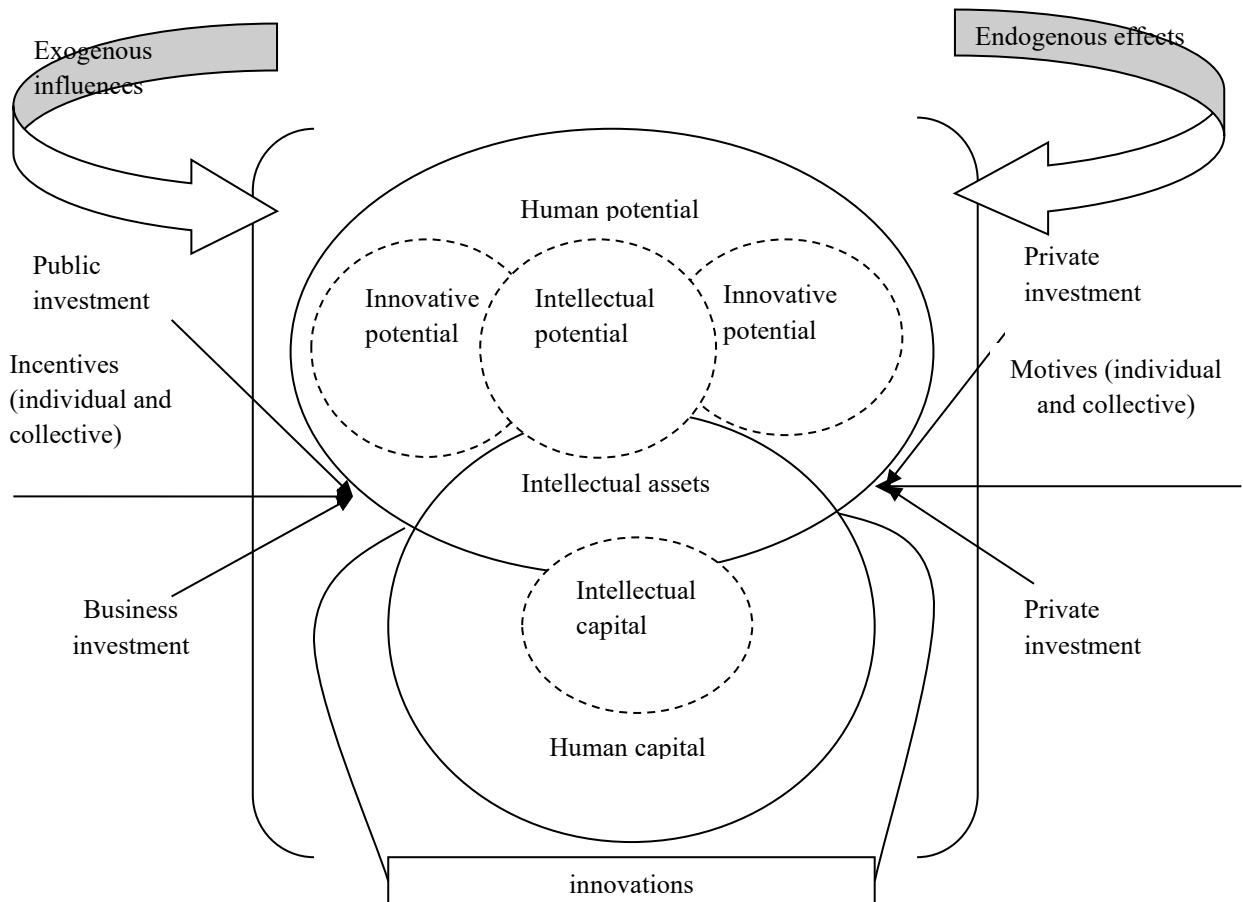 Exogenous
influences
Endogenous effects
Human potential
Public
investment
Private
investment
Innovative
potential
Intellectual
potential
Innovative
potential
Incentives
(individual and
collective)
Motives (individual
and collective)
Intellectual assets
Intellectual
capital
Business
investment
Private
investment
Human capital
innovations